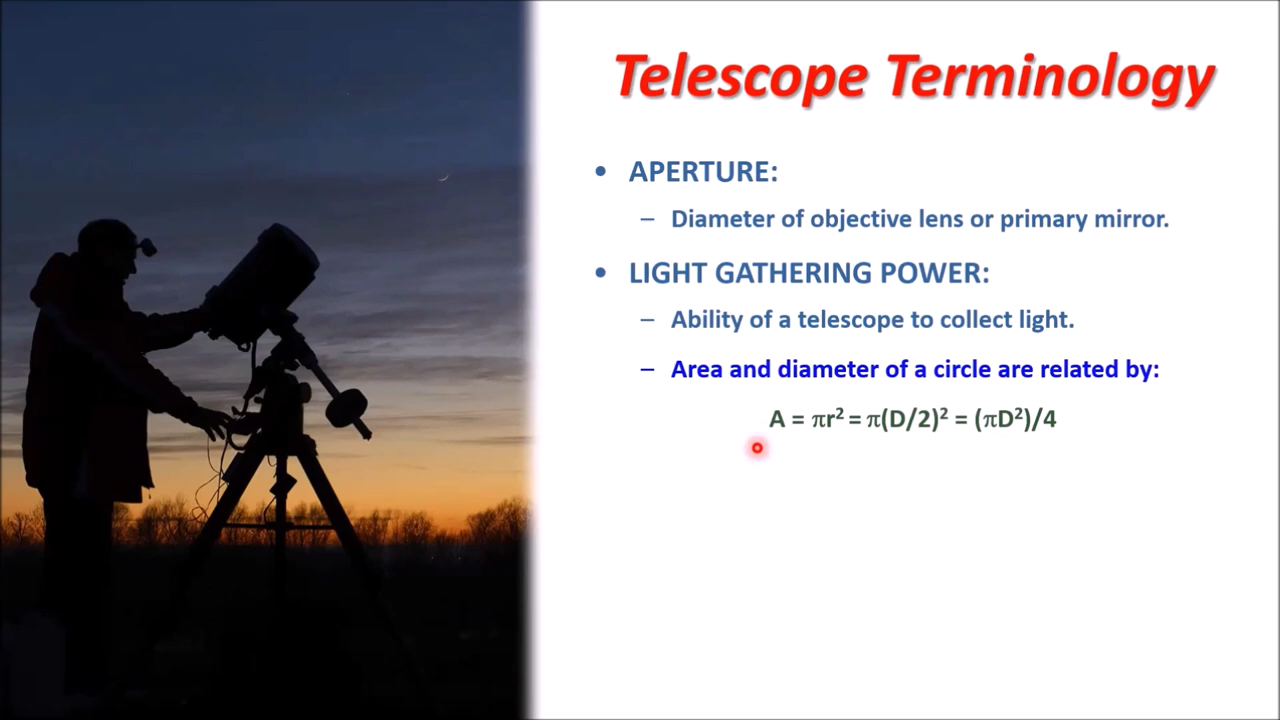 Telescope Terminology
• APERTURE:
– Diameter of objective lens or primary mirror.
• LIGHT GATHERING POWER:
– Ability of a telescope to collect light.
– Area and diameter of a circle are related by:
A = πr² = π(D/2)² = (πD²)/4